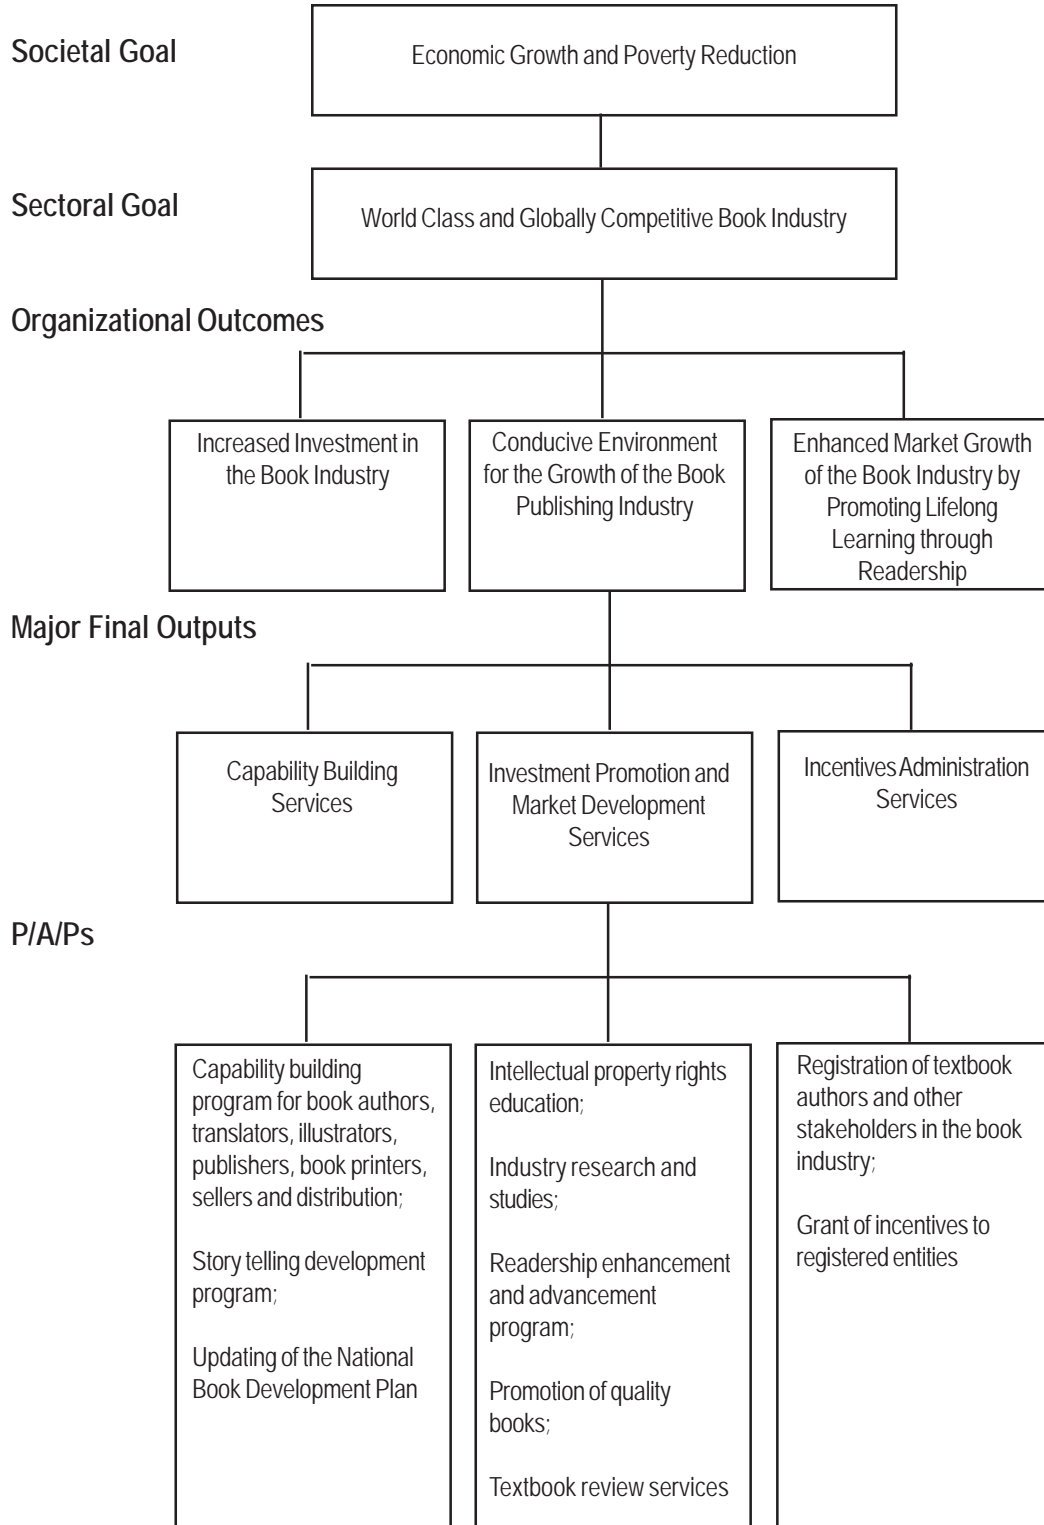 Societal Goal
Economic Growth and Poverty Reduction
Sectoral Goal
World Class and Globally Competitive Book Industry
Organizational Outcomes
Increased Investment in
the Book Industry
Conducive Environment
for the Growth of the Book
Publishing Industry
Enhanced Market Growth
of the Book Industry by
Promoting Lifelong
Learning through
Readership
Major Final Outputs
Capability Building
Services
Investment Promotion and
Market Development
Services
Incentives Administration
Services
P/A/Ps
Capability building
program for book authors,
translators, illustrators,
publishers, book printers,
sellers and distribution;
Story telling development
program;
Updating of the National
Book Development Plan
Intellectual property rights
education;
Industry research and
studies;
Readership enhancement
and advancement
program;
Promotion of quality
books;
Textbook review services
Registration of textbook
authors and other
stakeholders in the book
industry;
Grant of incentives to
registered entities